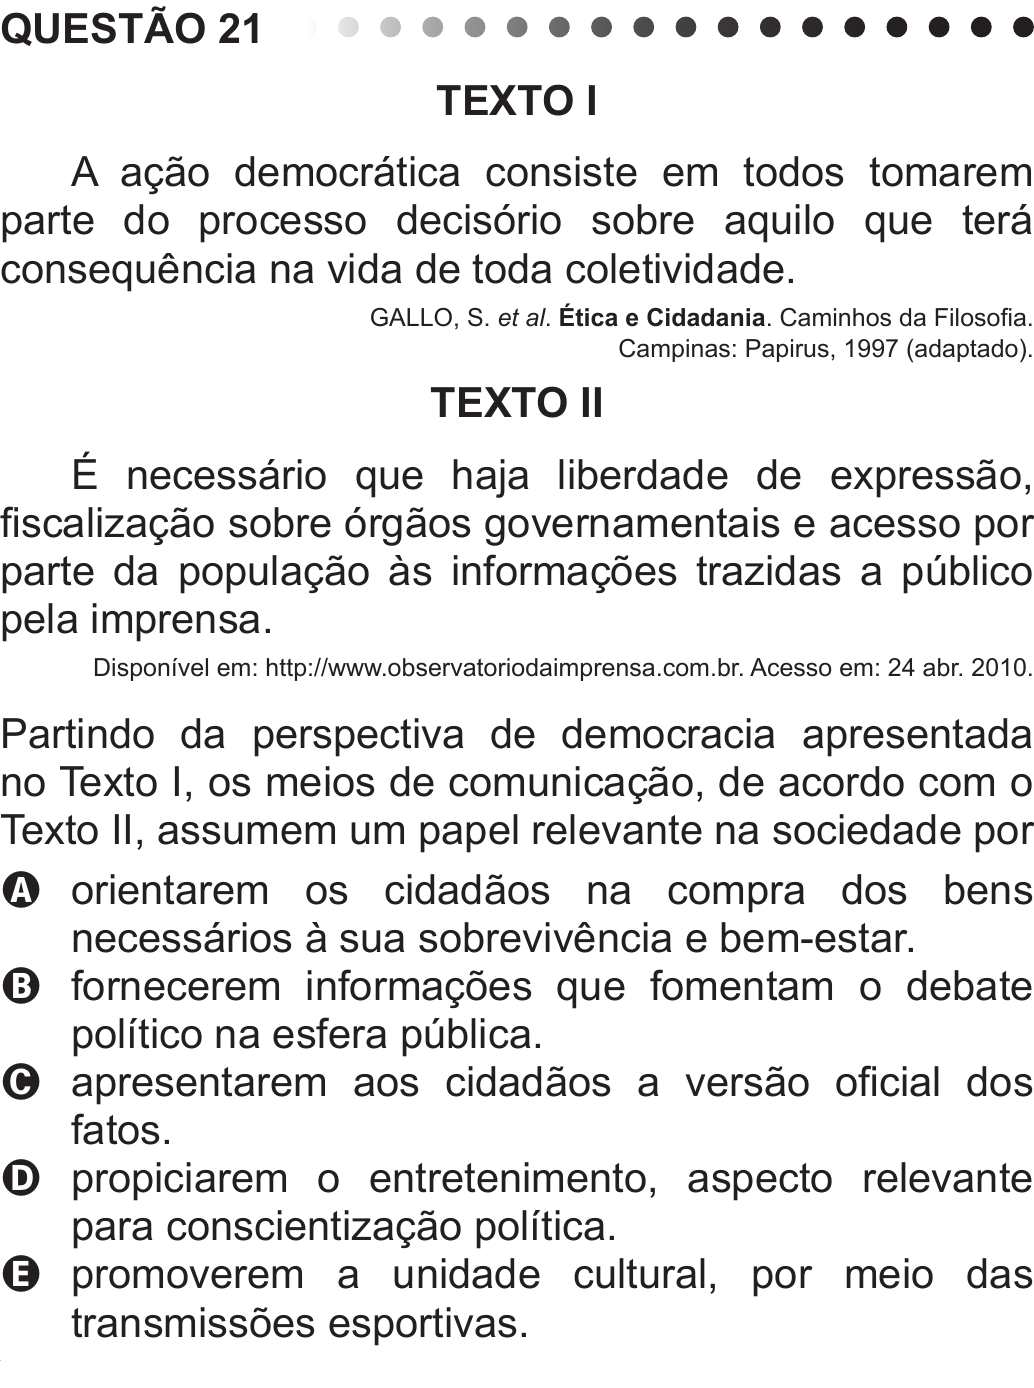 QUESTÃO 21
TEXTO I
A ação democrática consiste em todos tomarem
parte do processo decisório sobre aquilo que terá
consequência na vida de toda coletividade.
GALLO, S. et al. Ética e Cidadania. Caminhos da Filosofia.
Campinas: Papirus, 1997 (adaptado).
TEXTO II
É necessário que haja liberdade de expressão,
fiscalização sobre órgãos governamentais e acesso por
parte da população às informações trazidas a público
pela imprensa.
Disponível em: http://www.observatoriodaimprensa.com.br. Acesso em: 24 abr. 2010.
Partindo da perspectiva de democracia apresentada
no Texto I, os meios de comunicação, de acordo com o
Texto II, assumem um papel relevante na sociedade por
A orientarem os cidadãos na compra dos bens
necessários à sua sobrevivência e bem-estar.
B fornecerem informações que fomentam o debate
político na esfera pública.
C apresentarem aos cidadãos a versão oficial dos
fatos.
D propiciarem o entretenimento, aspecto relevante
para conscientização política.
E promoverem a unidade cultural, por meio das
transmissões esportivas.